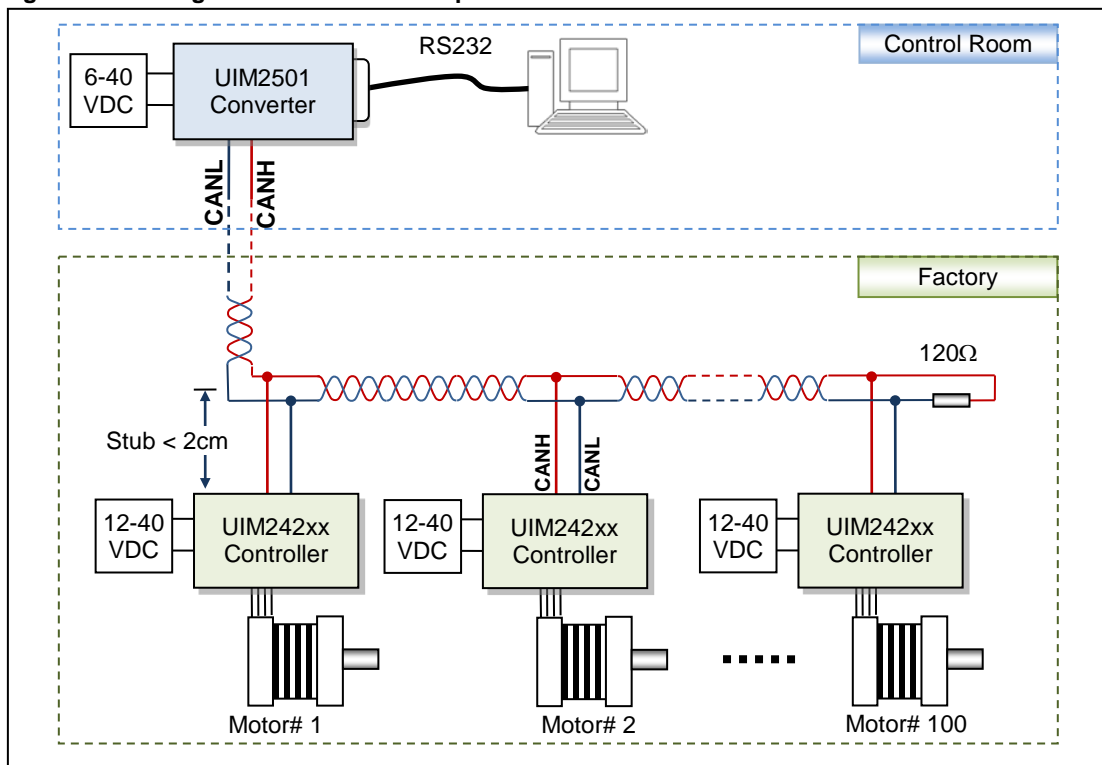 RS232
Control Room
6-40
VDC
UIM2501
Converter
CANL
CANH
Factory
120Ω
Stub < 2cm
CANH
CANL
12-40
VDC
UIM242xx
Controller
12-40
VDC
UIM242xx
Controller
12-40
VDC
UIM242xx
Controller
Motor# 1
Motor# 2
Motor# 100